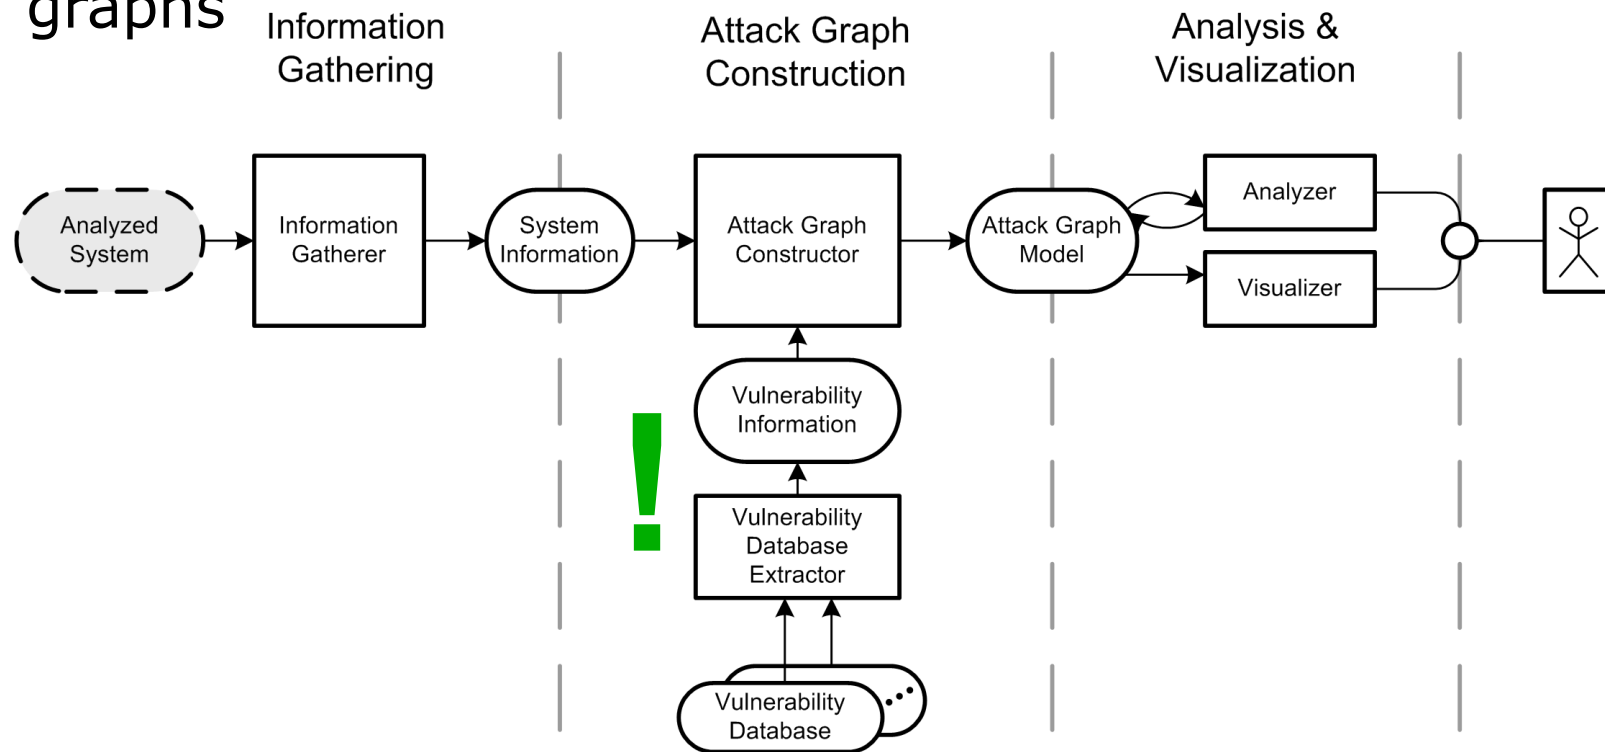 graphs
Information
Gathering
Attack Graph
Construction
Analysis &
Visualization
Analyzed
System
Information
Gatherer
System
Information
Attack Graph
Constructor
Attack Graph
Model
Analyzer
Visualizer
Vulnerability
Information
!
Vulnerability
Database
Extractor
Vulnerability
Database
...